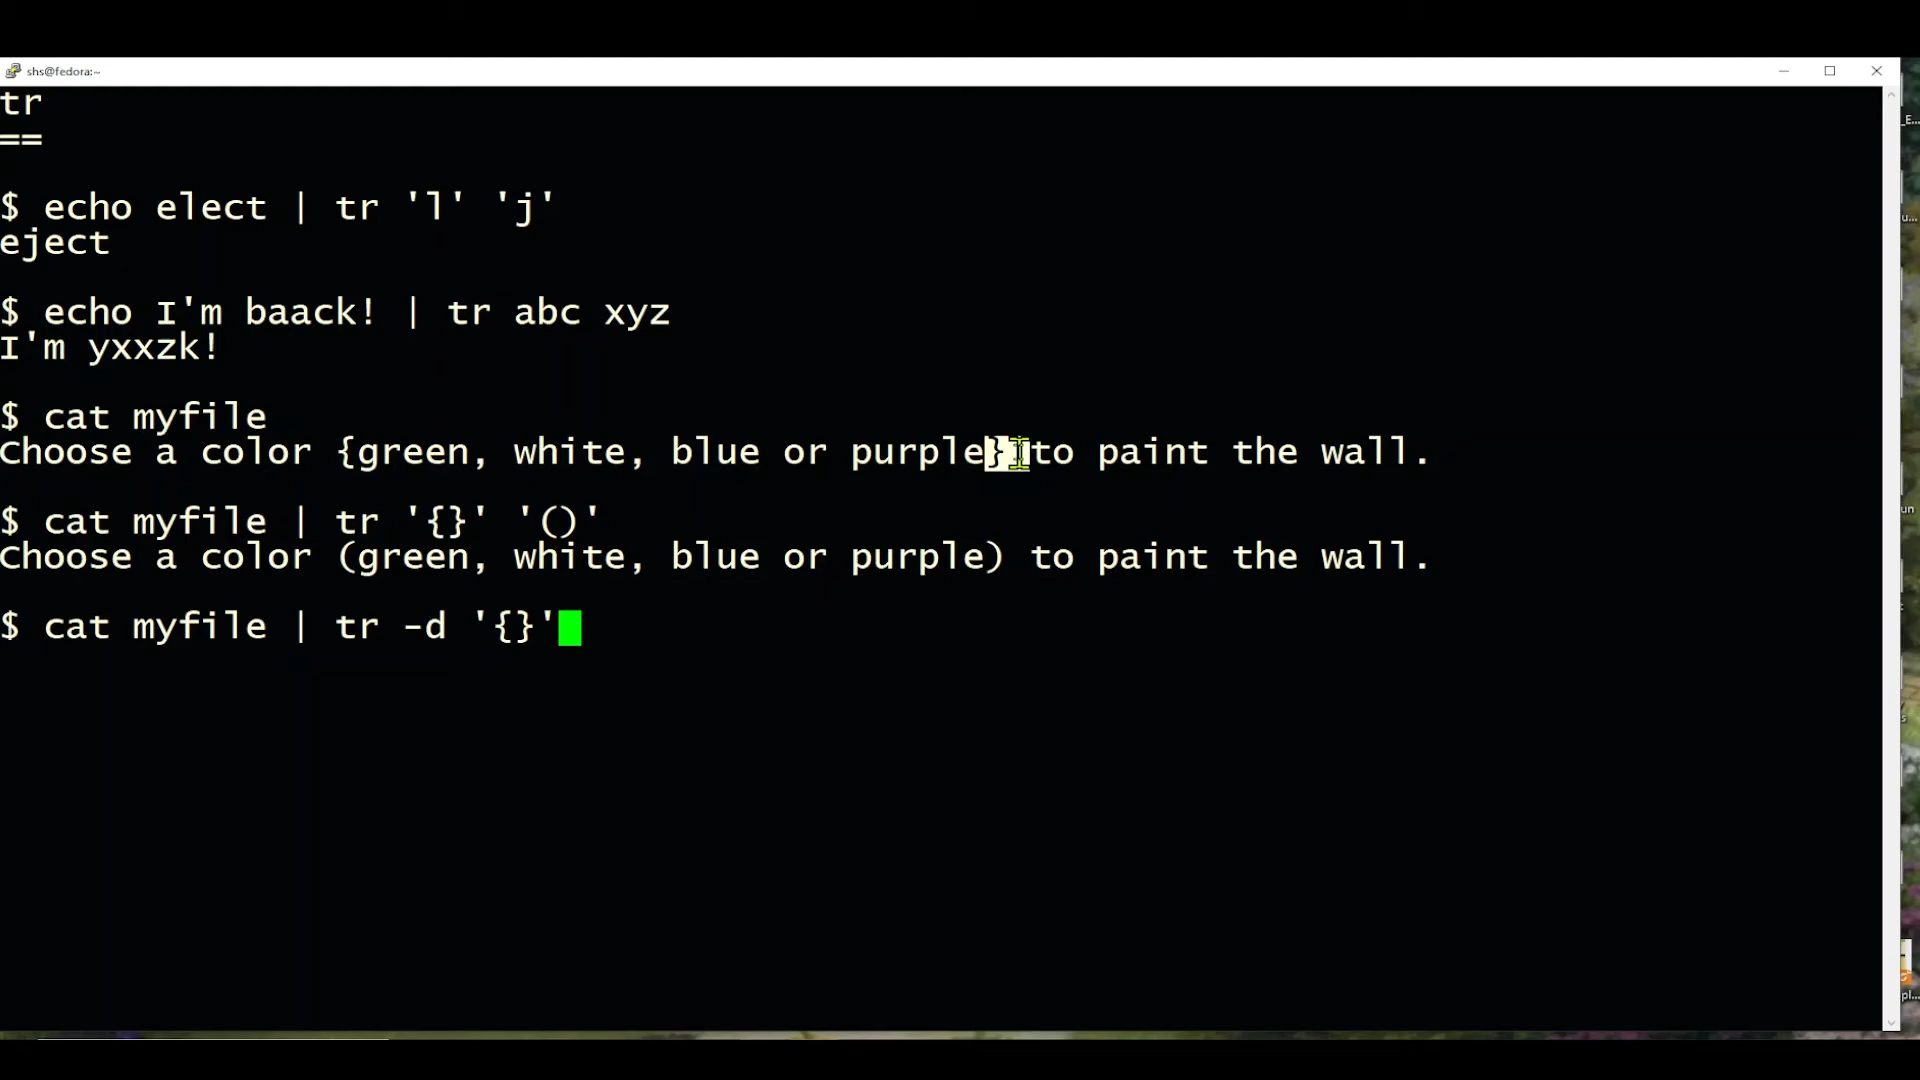 shs@fedora:~
tr
==
$ echo elect | tr 'l' 'j'
eject
$ echo I'm baack! | tr abc xyz
I'm yxxzk!
$ cat myfile
Choose a color {green, white, blue or purple} to paint the wall.
$ cat myfile | tr '{}' '()'
Choose a color (green, white, blue or purple) to paint the wall.
$ cat myfile | tr -d '{}'